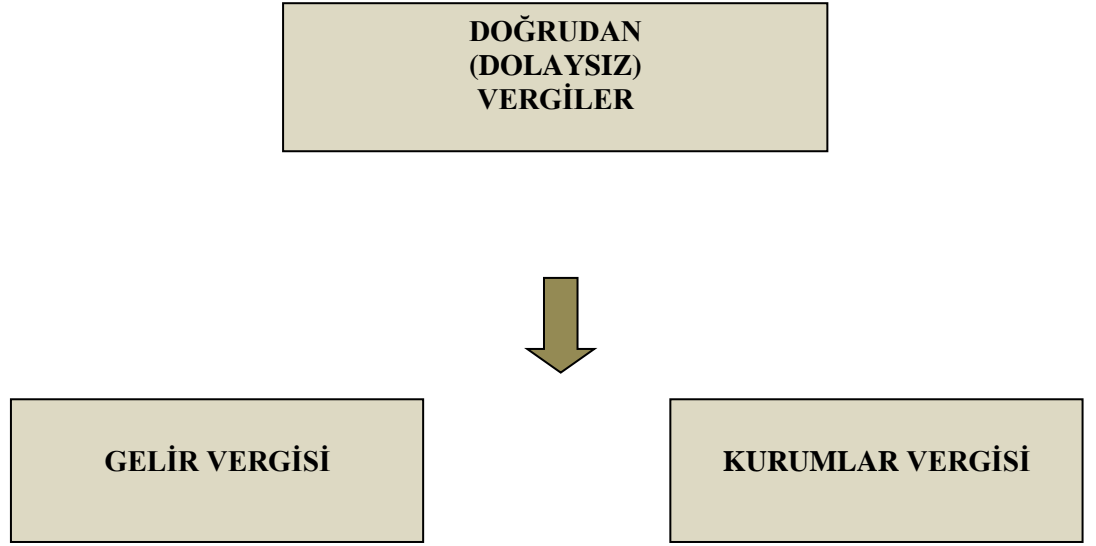 DOĞRUDAN
(DOLAYSIZ)
VERGİLER
GELİR VERGİSİ
KURUMLAR VERGİSİ